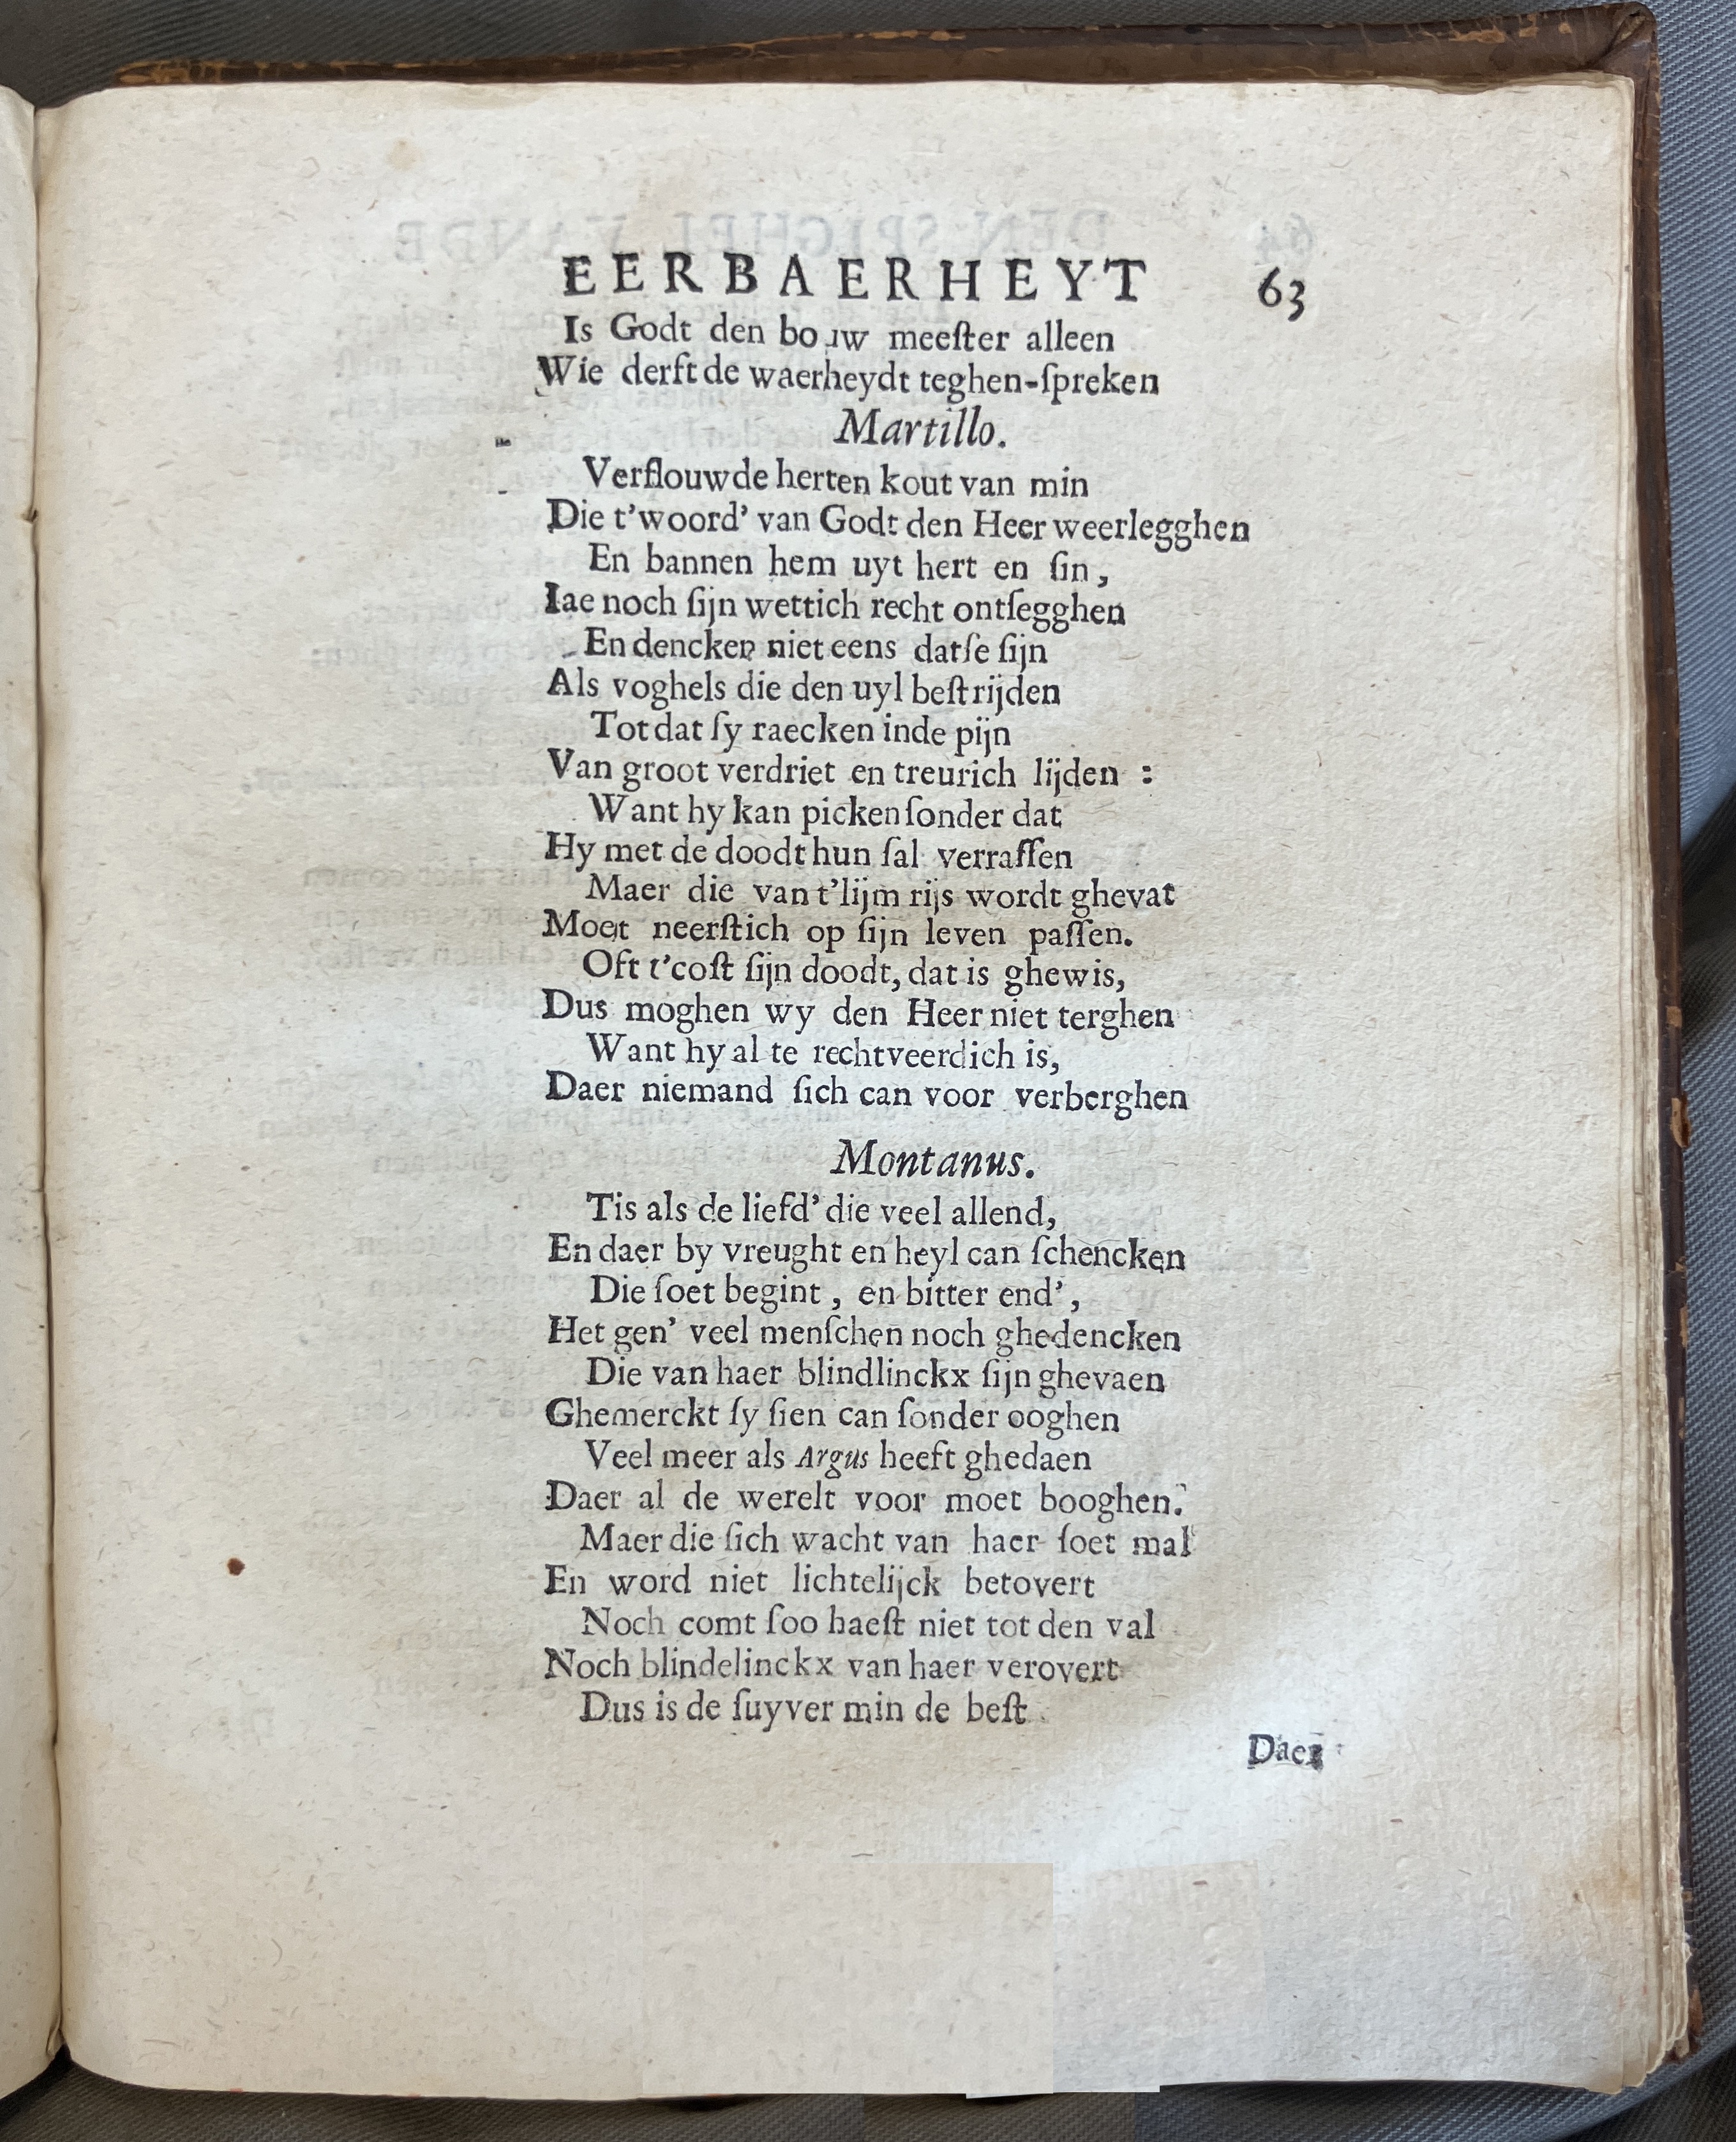 EERBAERHEYT 63
Is Godt den bouw meeſter alleen
Wie derft de waerheydt teghen-ſpreken
Martillo.
Verflouwde herten kout van min
Die t'woord' van Godt den Heer weerlegghen
En bannen hem uyt hert en ſin,
Iae noch ſijn wettich recht ontſegghen
En dencken niet eens datſe ſijn
Als voghels die den uyl beſtrijden
Tot dat ſy raecken inde pijn
Van groot verdriet en treurich lijden :
Want hy kan picken ſonder dat
Hy met de doodt hun ſal verraſſen
Maer die van t'lijm rijs wordt ghevat
Moet neerſtich op ſijn leven paſſen.
Oft t'coſt ſijn doodt, dat is ghewis,
Dus moghen wy den Heer niet terghen
Want hy al te rechtveerdich is,
Daer niemand ſich can voor verberghen
Montanus.
Tis als de liefd' die veel allend,
En daer by vreught en heyl can ſchencken
Die ſoet begint , en bitter end',
Het gen' veel menſchen noch ghedencken
Die van haer blindlinckx ſijn ghevaen
Ghemerckt ſy ſien can ſonder ooghen
Veel meer als Argus heeft ghedaen
Daer al de werelt voor moet booghen.
Maer die ſich wacht van haer ſoet mal
En word niet lichtelijck betovert
Noch comt ſoo haeſt niet tot den val
Noch blindelinckx van haer verovert
Dus is de ſuyver min de beſt
Daer